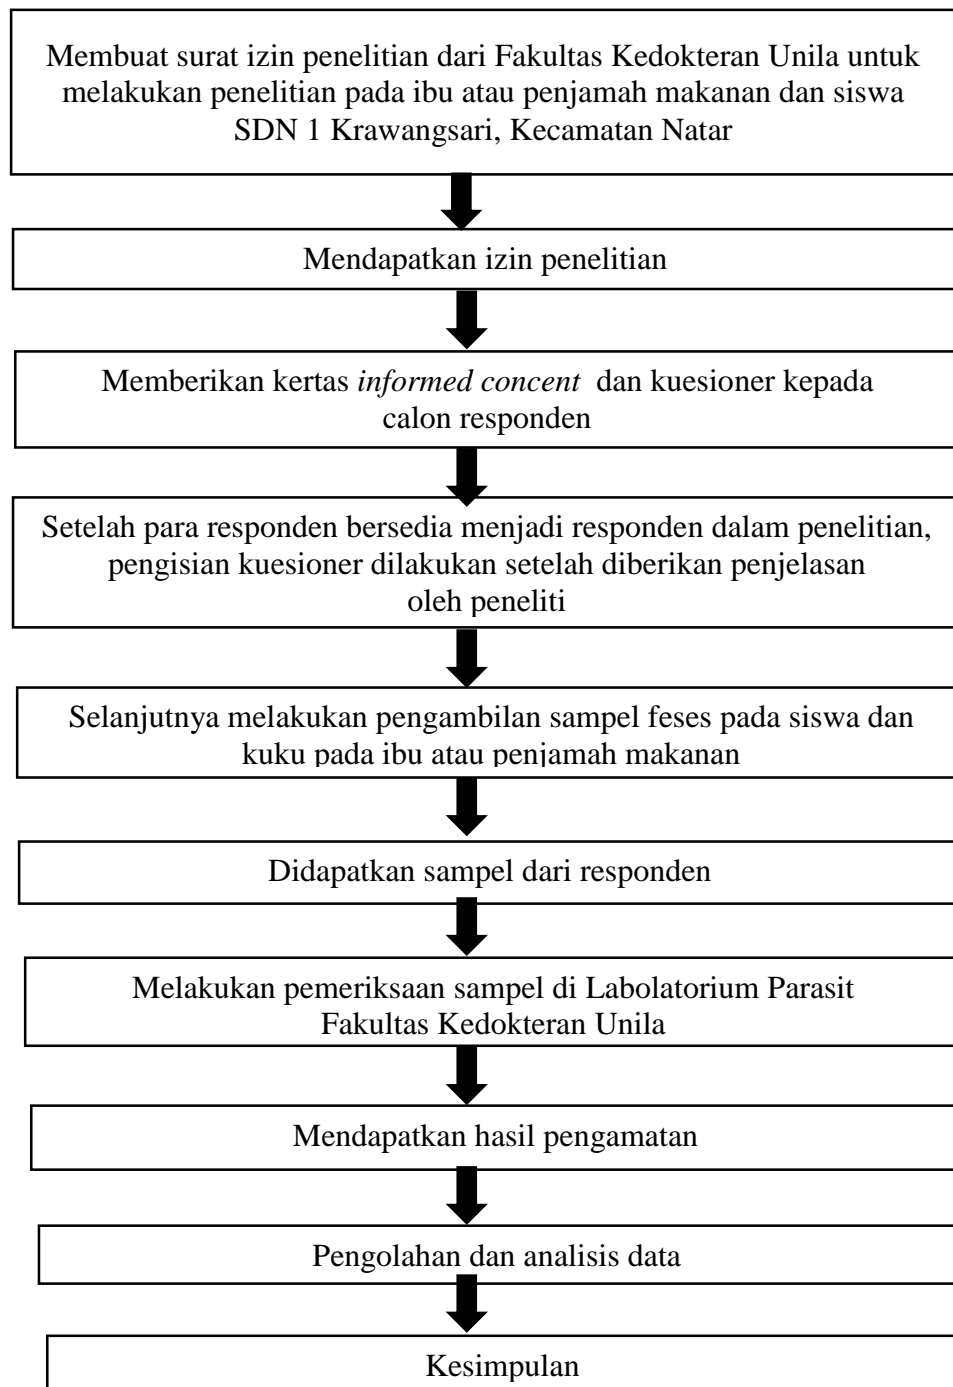 Membuat surat izin penelitian dari Fakultas Kedokteran Unila untuk
melakukan penelitian pada ibu atau penjamah makanan dan siswa
SDN 1 Krawangsari, Kecamatan Natar
Mendapatkan izin penelitian
Memberikan kertas informed concent dan kuesioner kepada
calon responden
Setelah para responden bersedia menjadi responden dalam penelitian,
pengisian kuesioner dilakukan setelah diberikan penjelasan
oleh peneliti
Selanjutnya melakukan pengambilan sampel feses pada siswa dan
kuku pada ibu atau penjamah makanan
Didapatkan sampel dari responden
Melakukan pemeriksaan sampel di Labolatorium Parasit
Fakultas Kedokteran Unila
Mendapatkan hasil pengamatan
Pengolahan dan analisis data
Kesimpulan